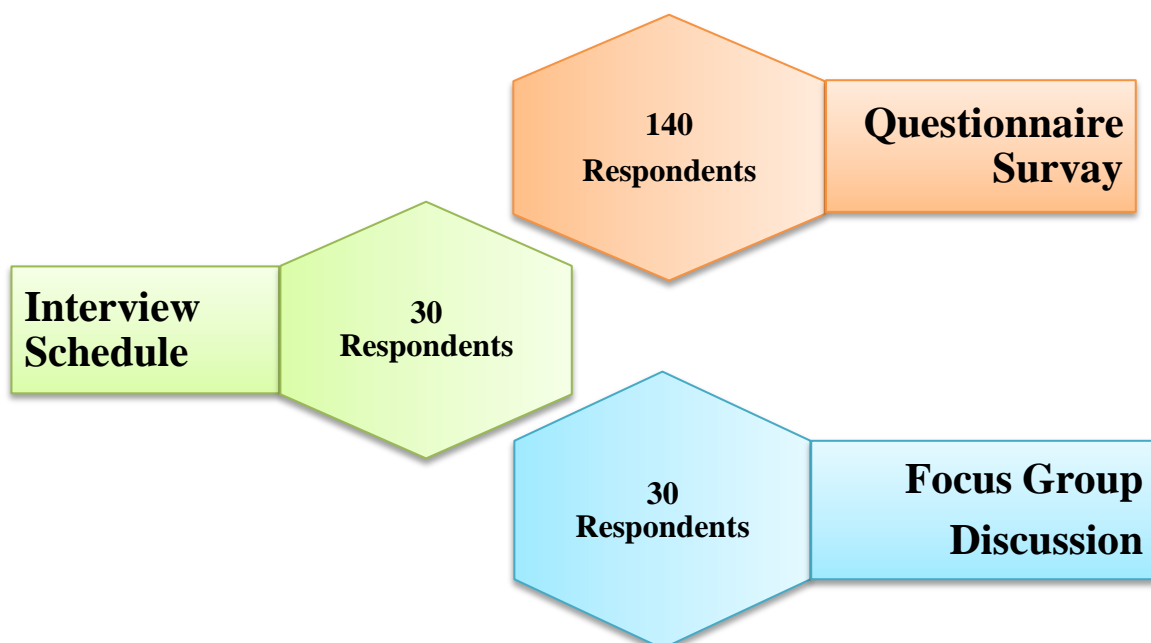 140
Respondents
Questionnaire
Survay
Interview
Schedule
30
Respondents
30
Respondents
Focus Group
Discussion